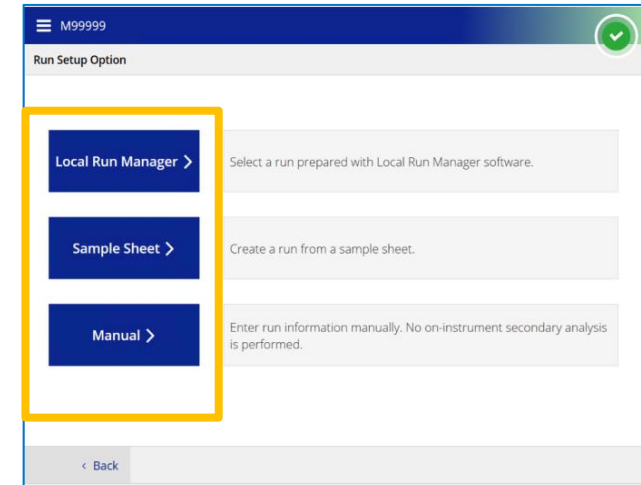 M99999
Run Setup Option
Local Run Manager
Select a run prepared with Local Run Manager software.
Sample Sheet
Create a run from a sample sheet.
Manual
Enter run information manually. No on-instrument secondary analysis
is performed.
Back